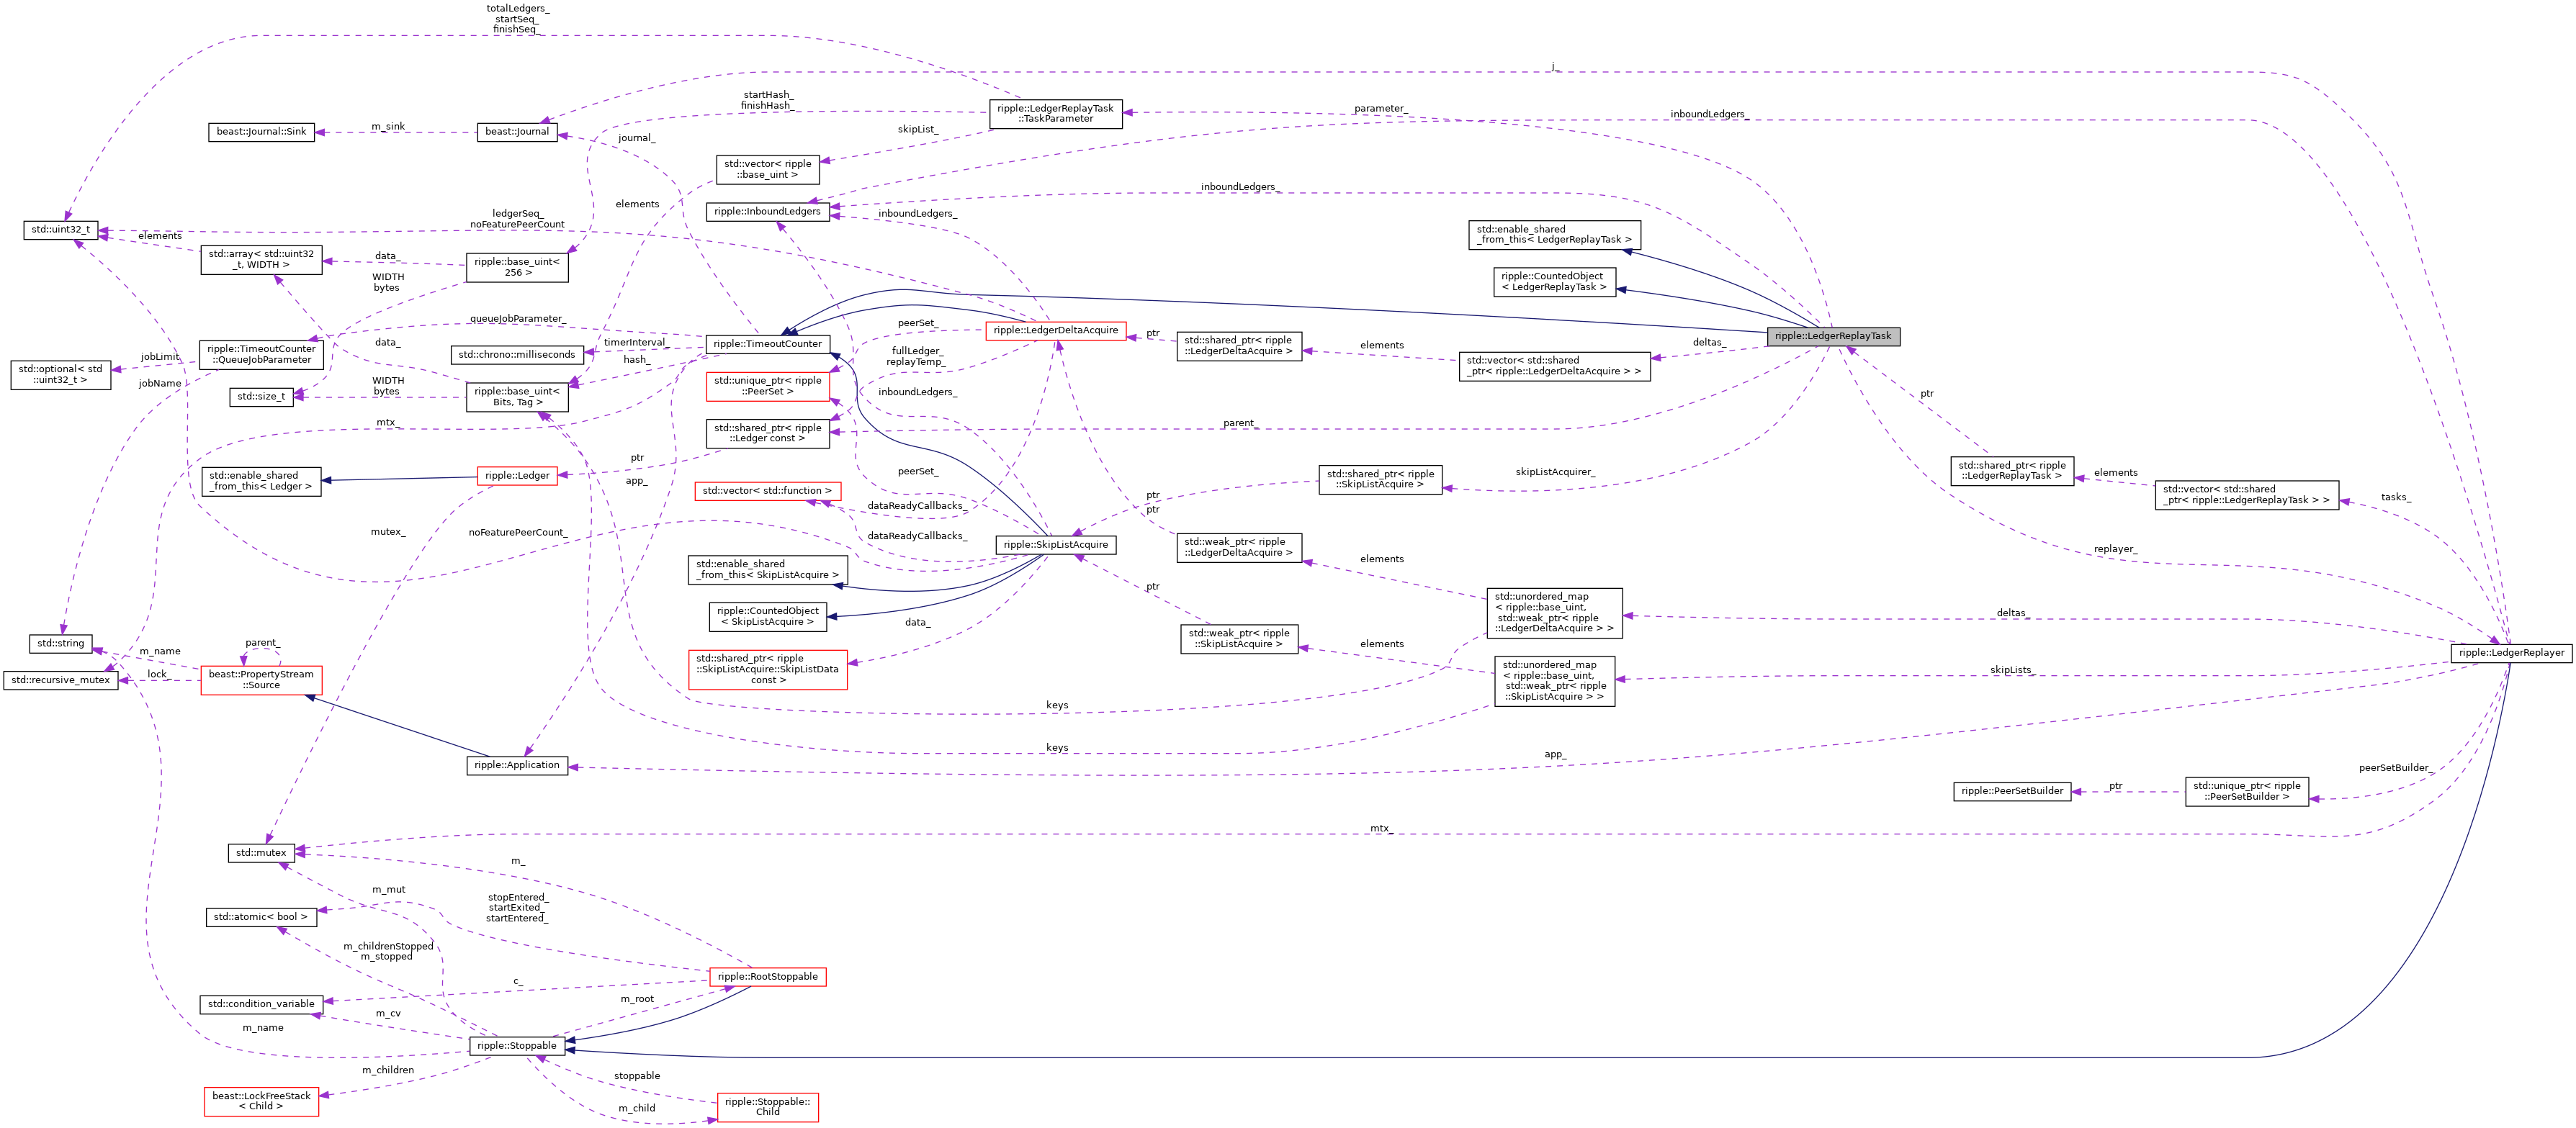 totalLedgers_
startSeq_
finishSeq_
j_
startHash_
finishHash_
ripple::LedgerReplayTask
::TaskParameter
parameter_
inboundLedgers_
beast::Journal::Sink
m_sink
beast::Journal
journal_
skipList_
std::vector< ripple
::base_uint >
elements
inboundLedgers_
std::uint32_t
ledgerSeq_
noFeaturePeerCount
ripple::InboundLedgers
inboundLedgers_
std::enable_shared
_from_this< LedgerReplayTask >
elements
std::array< std::uint32
_t, WIDTH >
data_
ripple::base_uint<
256 >
WIDTH
bytes
ripple::CountedObject
< LedgerReplayTask >
queueJobParameter_
peerSet_
ripple::LedgerDeltaAcquire
ptr
std::shared_ptr< ripple
::LedgerDeltaAcquire >
elements
std::vector< std::shared
_ptr< ripple::LedgerDeltaAcquire > >
deltas_
ripple::LedgerReplayTask
ripple::TimeoutCounter
::QueueJobParameter
jobLimit
std::optional< std
::uint32_t >
jobName
data_
std::chrono::milliseconds
timerInterval_
hash_
ripple::TimeoutCounter
fullLedger_
replayTemp_
std::size_t
WIDTH
bytes
ripple::base_uint<
Bits, Tag >
std::unique_ptr< ripple
::PeerSet >
inboundLedgers_
ptr
mtx_
std::shared_ptr< ripple
::Ledger const >
parent_
std::enable_shared
_from_this< Ledger >
ripple::Ledger
ptr
app_
peerSet_
std::vector< std::function >
dataReadyCallbacks_
ptr
ptr
std::shared_ptr< ripple
::SkipListAcquire >
skipListAcquirer_
std::shared_ptr< ripple
::LedgerReplayTask >
elements
std::vector< std::shared
_ptr< ripple::LedgerReplayTask > >
tasks_
mutex_
noFeaturePeerCount_
dataReadyCallbacks_
ripple::SkipListAcquire
std::weak_ptr< ripple
::LedgerDeltaAcquire >
elements
replayer_
std::enable_shared
_from_this< SkipListAcquire >
ptr
std::unordered_map
< ripple::base_uint,
std::weak_ptr< ripple
::LedgerDeltaAcquire > >
deltas_
ripple::CountedObject
< SkipListAcquire >
data_
std::weak_ptr< ripple
::SkipListAcquire >
elements
std::string
m_name
parent_
ripple::LedgerReplayer
std::recursive_mutex
lock_
beast::PropertyStream
::Source
std::shared_ptr< ripple
::SkipListAcquire::SkipListData
const >
std::unordered_map
< ripple::base_uint,
std::weak_ptr< ripple
::SkipListAcquire > >
skipLists_
keys
keys
app_
ripple::Application
ripple::PeerSetBuilder
ptr
std::unique_ptr< ripple
::PeerSetBuilder >
peerSetBuilder_
mtx_
std::mutex
m_
m_mut
stopEntered_
startExited_
startEntered_
std::atomic< bool >
m_childrenStopped
m_stopped
c_
ripple::RootStoppable
std::condition_variable
m_cv
m_root
m_name
ripple::Stoppable
m_children
stoppable
beast::LockFreeStack
< Child >
m_child
ripple::Stoppable::
Child